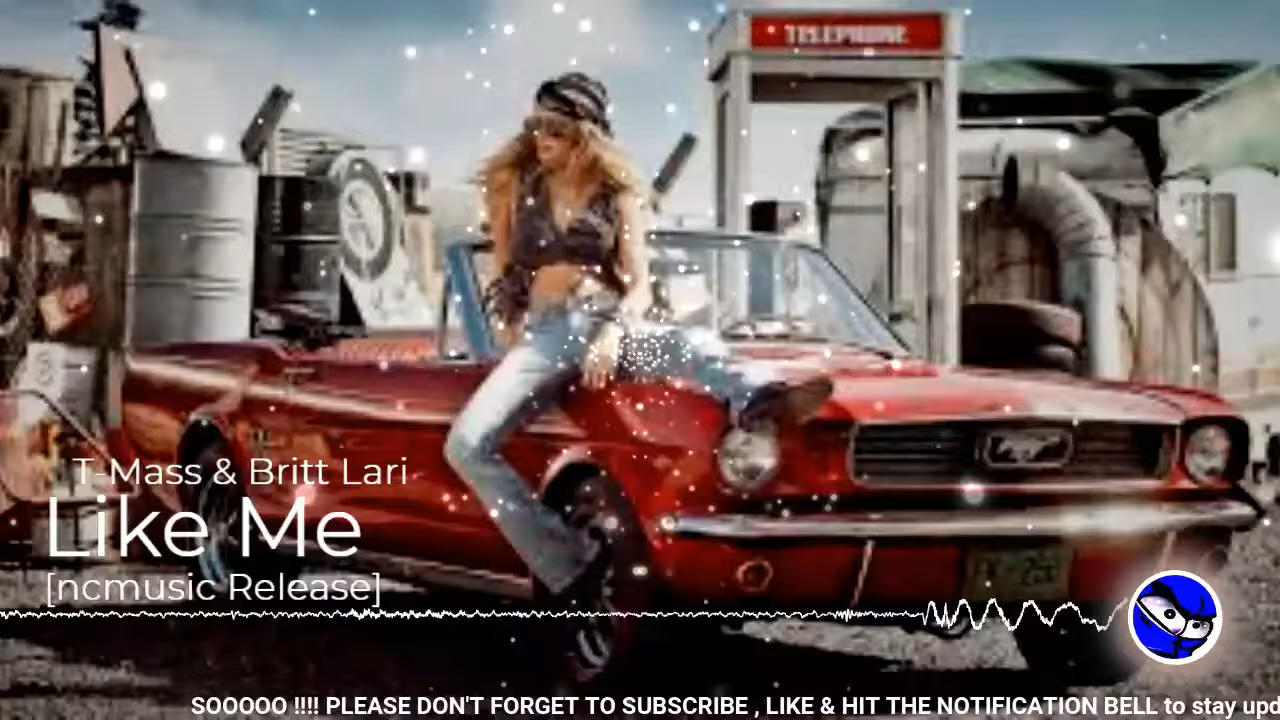 TELEPHONE
T-Mass & Britt Lari
Like Me
[ncmusic Release]
SOOOOO !!!! PLEASE DON'T FORGET TO SUBSCRIBE , LIKE & HIT THE NOTIFICATION BELL to stay upd